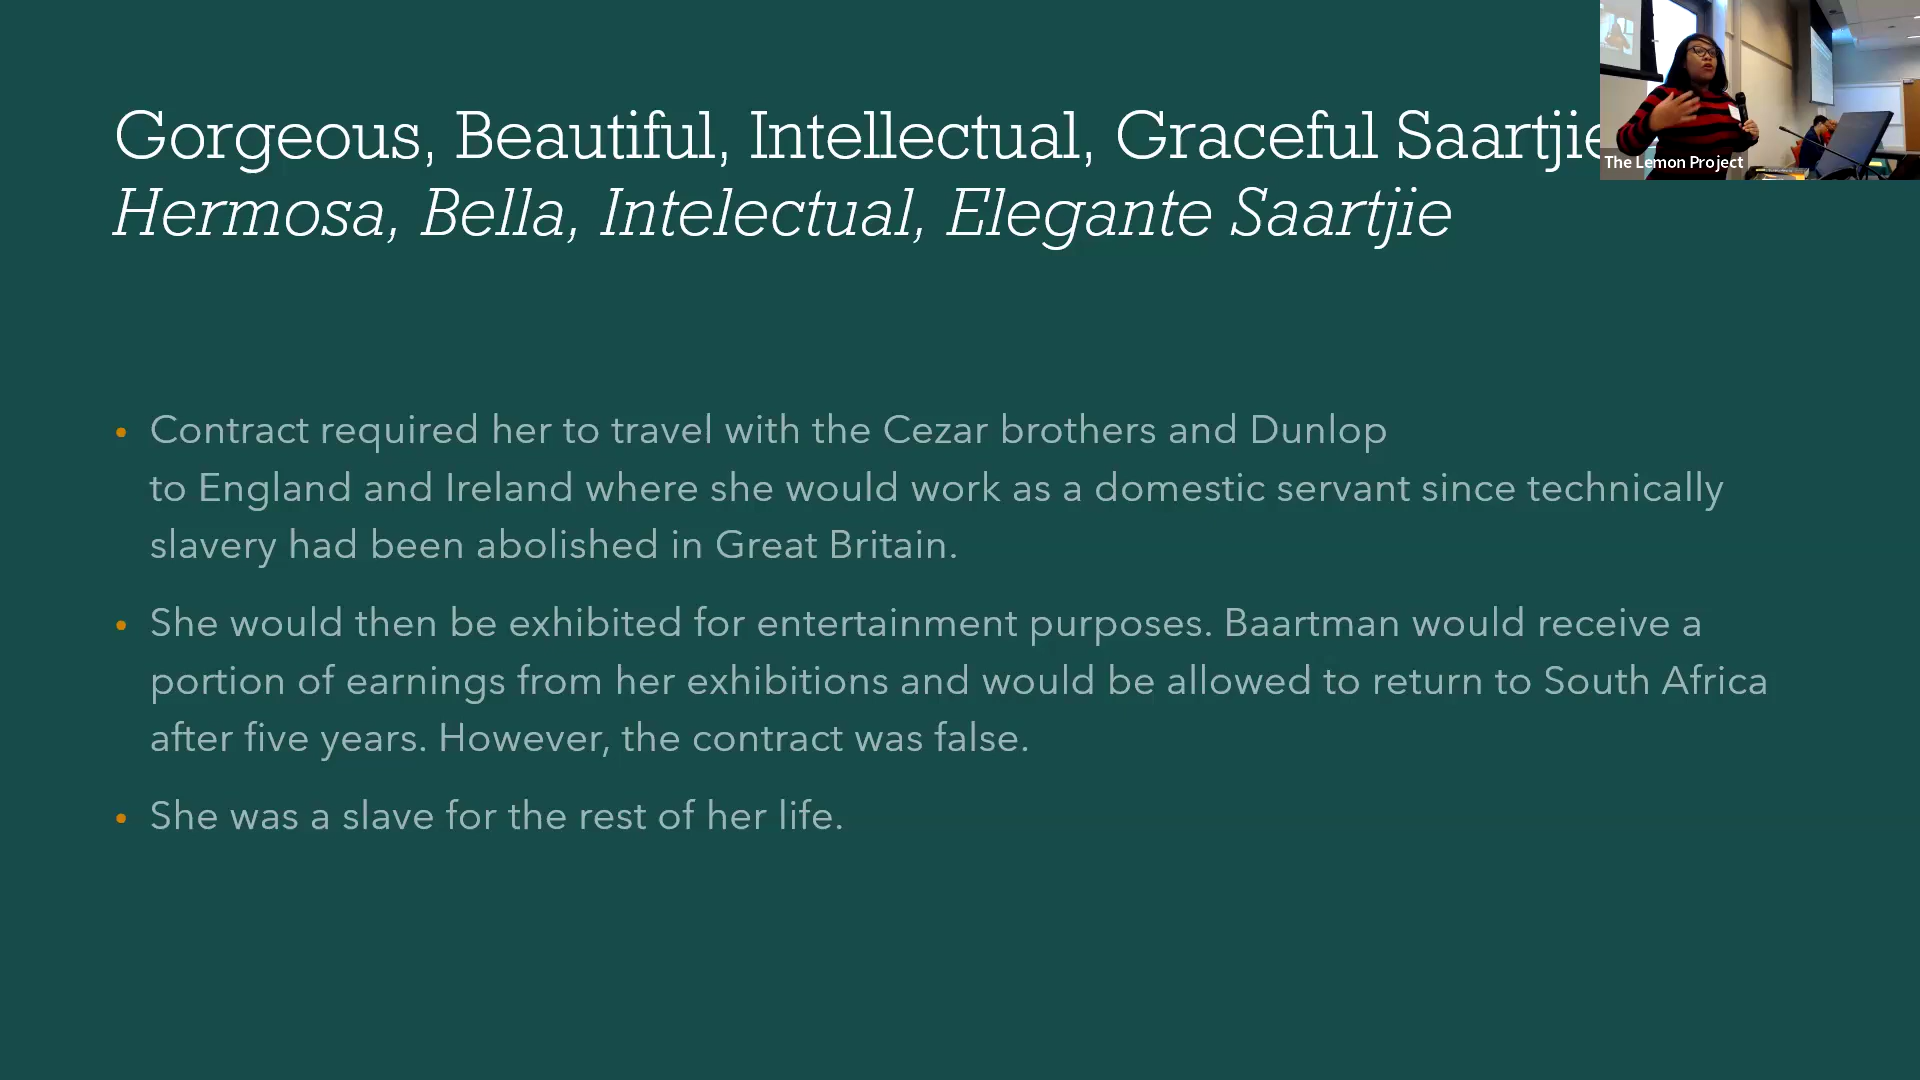 Gorgeous, Beautiful, Intellectual, Graceful Saartjie
Hermosa, Bella, Intelectual, Elegante Saartjie
The Lemon Project
• Contract required her to travel with the Cezar brothers and Dunlop
to England and Ireland where she would work as a domestic servant since technically
slavery had been abolished in Great Britain.
• She would then be exhibited for entertainment purposes. Baartman would receive a
portion of earnings from her exhibitions and would be allowed to return to South Africa
after five years. However, the contract was false.
• She was a slave for the rest of her life.